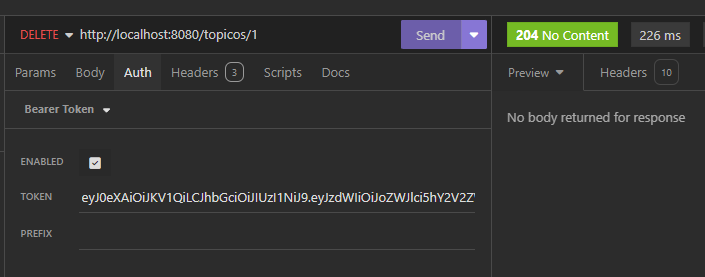 DELETE http://localhost:8080/topicos/1 Send 204 No Content 226 ms
Params Body Auth Headers 3 Scripts Docs Preview Headers 10
Bearer Token
No body returned for response
ENABLED
TOKEN eyJ0eXAiOiJKV1QiLCJhbGciOiJIUzI1NiJ9.eyJzdWIiOiJoZWJlci5hY2V2ZV
PREFIX